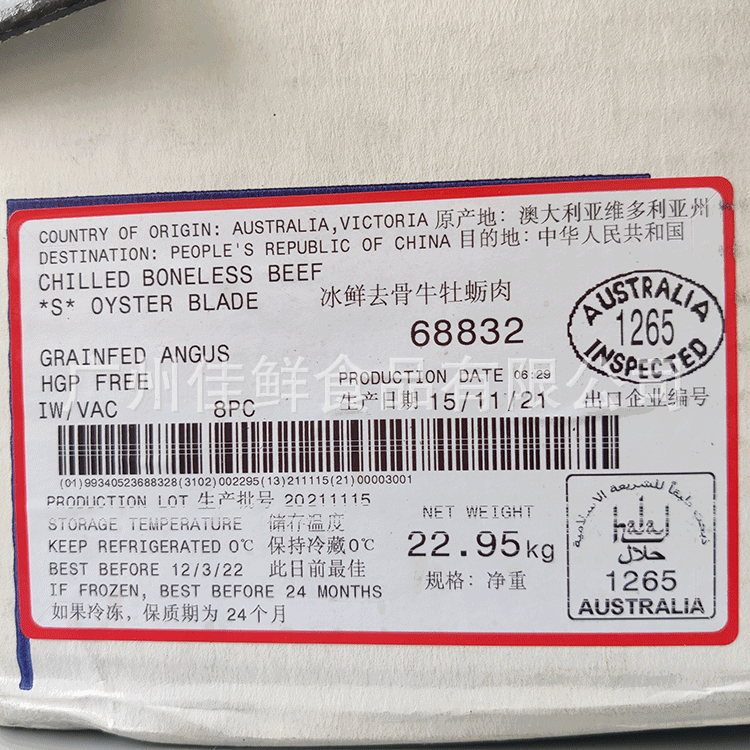 COUNTRY OF ORIGIN: AUSTRALIA,VICTORIA 原产地: 澳大利亚维多利亚州
DESTINATION: PEOPLE'S REPUBLIC OF CHINA 目的地: 中华人民共和国
CHILLED BONELESS BEEF
*S* OYSTER BLADE 冰鲜去骨牛牡蛎肉
68832
AUSTRALIA
1265
INSPECTED
GRAINFED ANGUS
HGP FREE
PRODUCTION DATE 06:29
广州佳鲜食品有限公司
IW/VAC 8PC 生产日期 15/11/21 出口企业编号
(01)99340523688328(3102)002295(13)211115(21)00003001
PRODUCTION LOT 生产批号 20211115
STORAGE TEMPERATURE 储存温度
KEEP REFRIGERATED 0℃ 保持冷藏0℃
BEST BEFORE 12/3/22 此日前最佳
IF FROZEN, BEST BEFORE 24 MONTHS
如果冷冻，保质期为24个月
NET WEIGHT
22.95kg
规格: 净重
halal
حلال
1265
AUSTRALIA